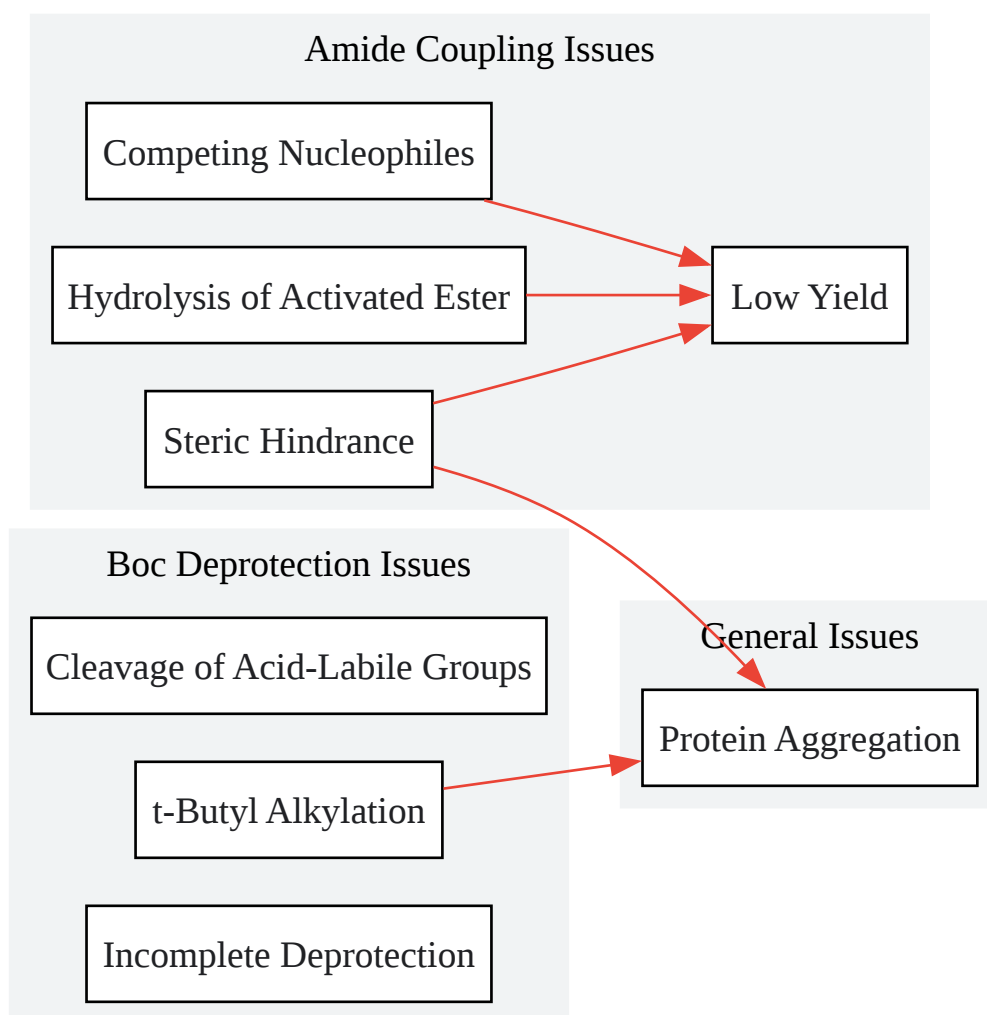 Amide Coupling Issues
Competing Nucleophiles
Hydrolysis of Activated Ester
Low Yield
Steric Hindrance
Boc Deprotection Issues
Cleavage of Acid-Labile Groups
t-Butyl Alkylation
Incomplete Deprotection
General Issues
Protein Aggregation